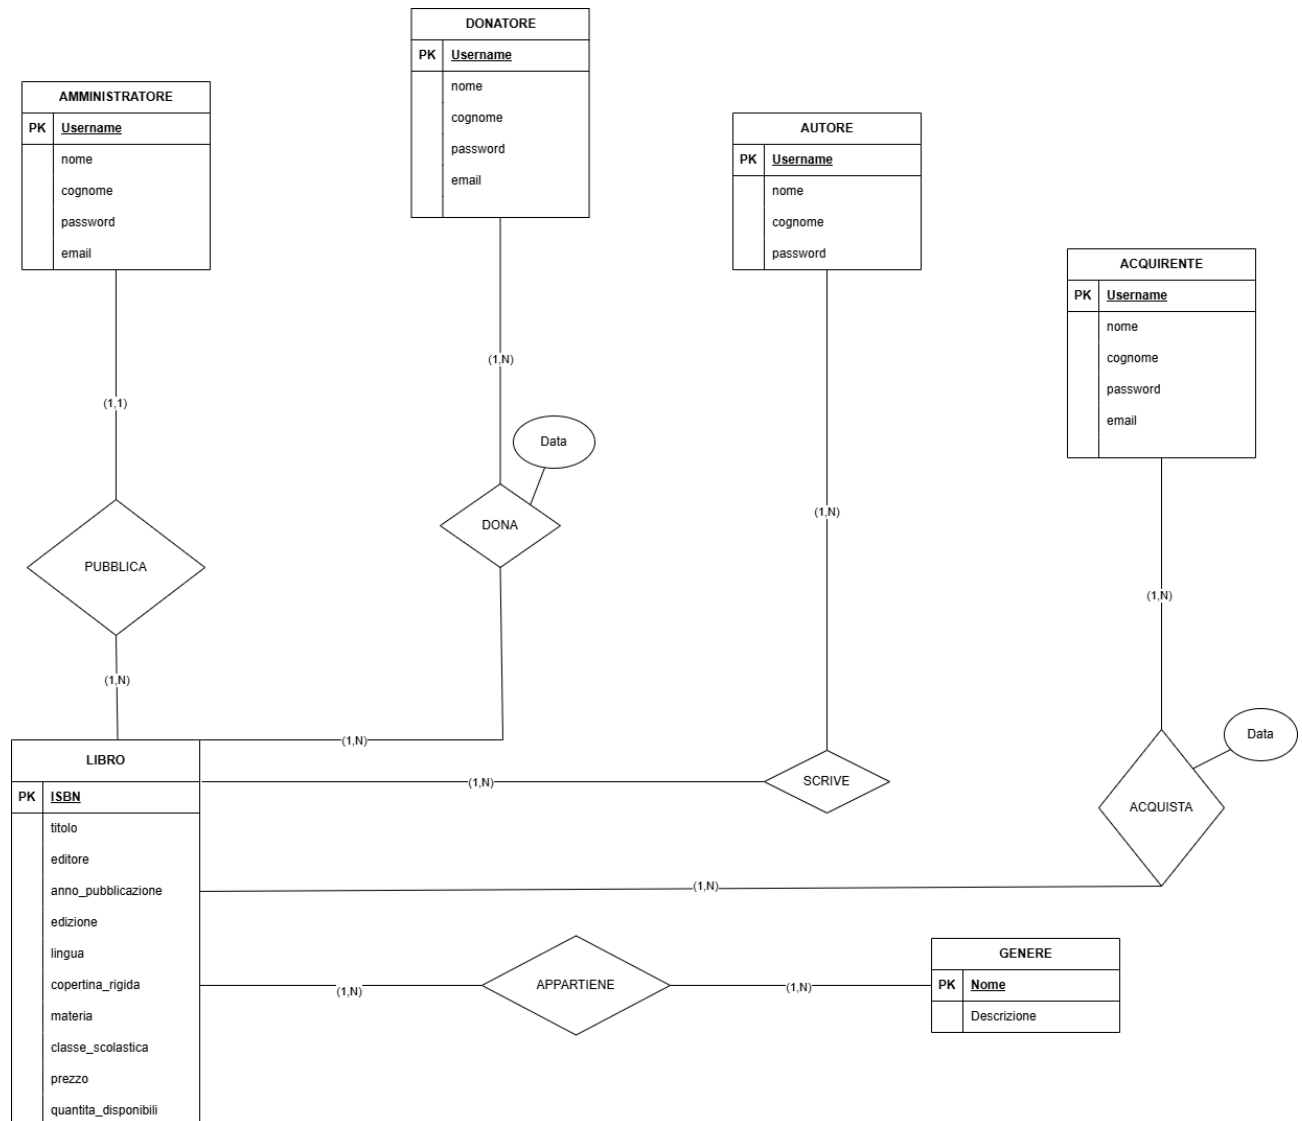 DONATORE
PK Username
nome
cognome
password
email
AMMINISTRATORE
PK Username
nome
cognome
password
email
AUTORE
PK Username
nome
cognome
password
ACQUIRENTE
PK Username
nome
cognome
password
email
(1,N)
(1,1)
Data
DONA
(1,N)
PUBBLICA
(1,N)
(1,N)
Data
(1,N)
LIBRO
PK ISBN
titolo
editore
anno_pubblicazione
edizione
lingua
copertina_rigida
materia
classe_scolastica
prezzo
quantita_disponibili
(1,N)
SCRIVE
ACQUISTA
(1,N)
(1,N)
APPARTIENE
(1,N)
GENERE
PK Nome
Descrizione